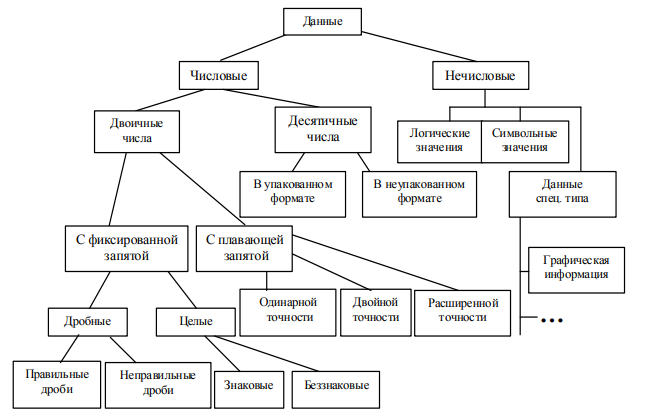 Данные
Числовые
Нечисловые
Двоичные
числа
Десятичные
числа
Логические
значения
Символьные
значения
В упакованном
формате
В неупакованном
формате
Данные
спец. типа
С фиксированной
запятой
С плавающей
запятой
Графическая
информация
Одинарной
точности
Двойной
точности
Расширенной
точности
...
Дробные
Целые
Правильные
дроби
Неправильные
дроби
Знаковые
Беззнаковые